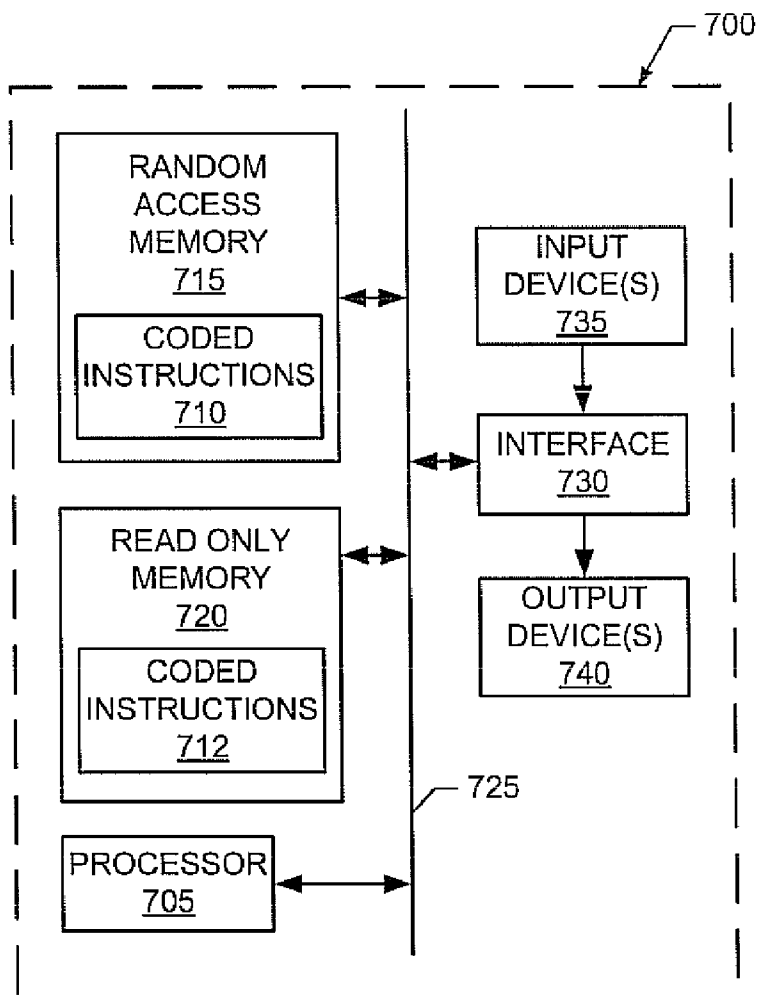 700
RANDOM
ACCESS
MEMORY
715
CODED
INSTRUCTIONS
710
READ ONLY
MEMORY
720
CODED
INSTRUCTIONS
712
PROCESSOR
705
INPUT
DEVICE(S)
735
INTERFACE
730
OUTPUT
DEVICE(S)
740
725